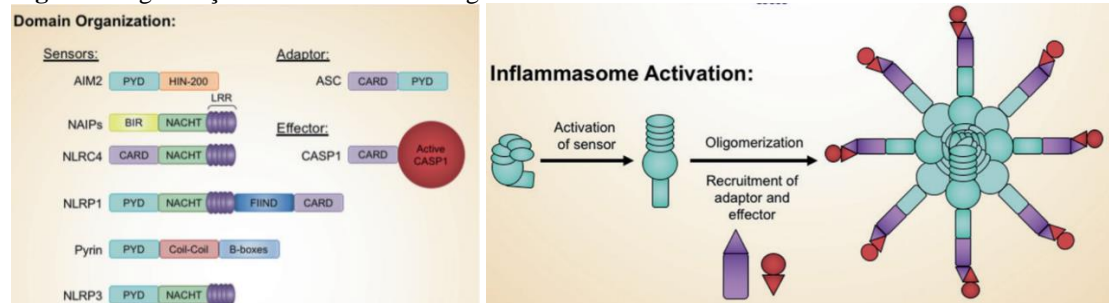 Domain Organization:
Sensors:
Adaptor:
AIM2 PYD HIN-200
ASC CARD PYD
LRR
NAIPs BIR NACHT
Effector:
NLRC4 CARD NACHT
CASP1 CARD Active CASP1
NLRP1 PYD NACHT FIIND CARD
Pyrin PYD Coil-Coil B-boxes
NLRP3 PYD NACHT
Inflammasome Activation:
Activation
of sensor
Oligomerization
Recruitment of
adaptor and
effector